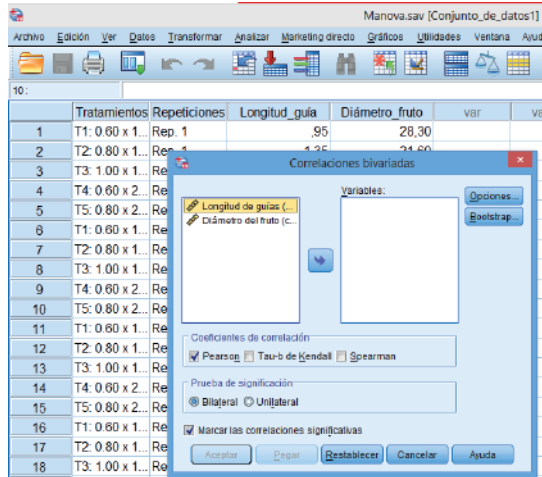 Manova.sav [Conjunto_de_datos1]
Archivo Edición Ver Datos Transformar Analizar Marketing directo Gráficos Utilidades Ventana Ayud
10 :
Tratamientos Repeticiones Longitud_guía Diámetro_fruto var va
1 T1: 0.60 x 1... Rep. 1 ,95 28,30
2 T2: 0.80 x 1... Rep. 1 1,35 21,60
3 T3: 1.00 x 1... Re
4 T4: 0.60 x 2... Re
5 T5: 0.80 x 2... Re
6 T1: 0.60 x 1... Re
7 T2: 0.80 x 1... Re
8 T3: 1.00 x 1... Re
9 T4: 0.60 x 2... Re
10 T5: 0.80 x 2... Re
11 T1: 0.60 x 1... Re
12 T2: 0.80 x 1... Re
13 T3: 1.00 x 1... Re
14 T4: 0.60 x 2... Re
15 T5: 0.80 x 2... Re
16 T1: 0.60 x 1... Re
17 T2: 0.80 x 1... Re
18 T3: 1.00 x 1... Re
Correlaciones bivariadas
Variables:
Longitud de guías (...
Diámetro del fruto (c...
Opciones...
Bootstrap...
Coeficientes de correlación
Pearson Tau-b de Kendall Spearman
Prueba de significación
Bilateral Unilateral
Marcar las correlaciones significativas
Aceptar Pegar Restablecer Cancelar Ayuda